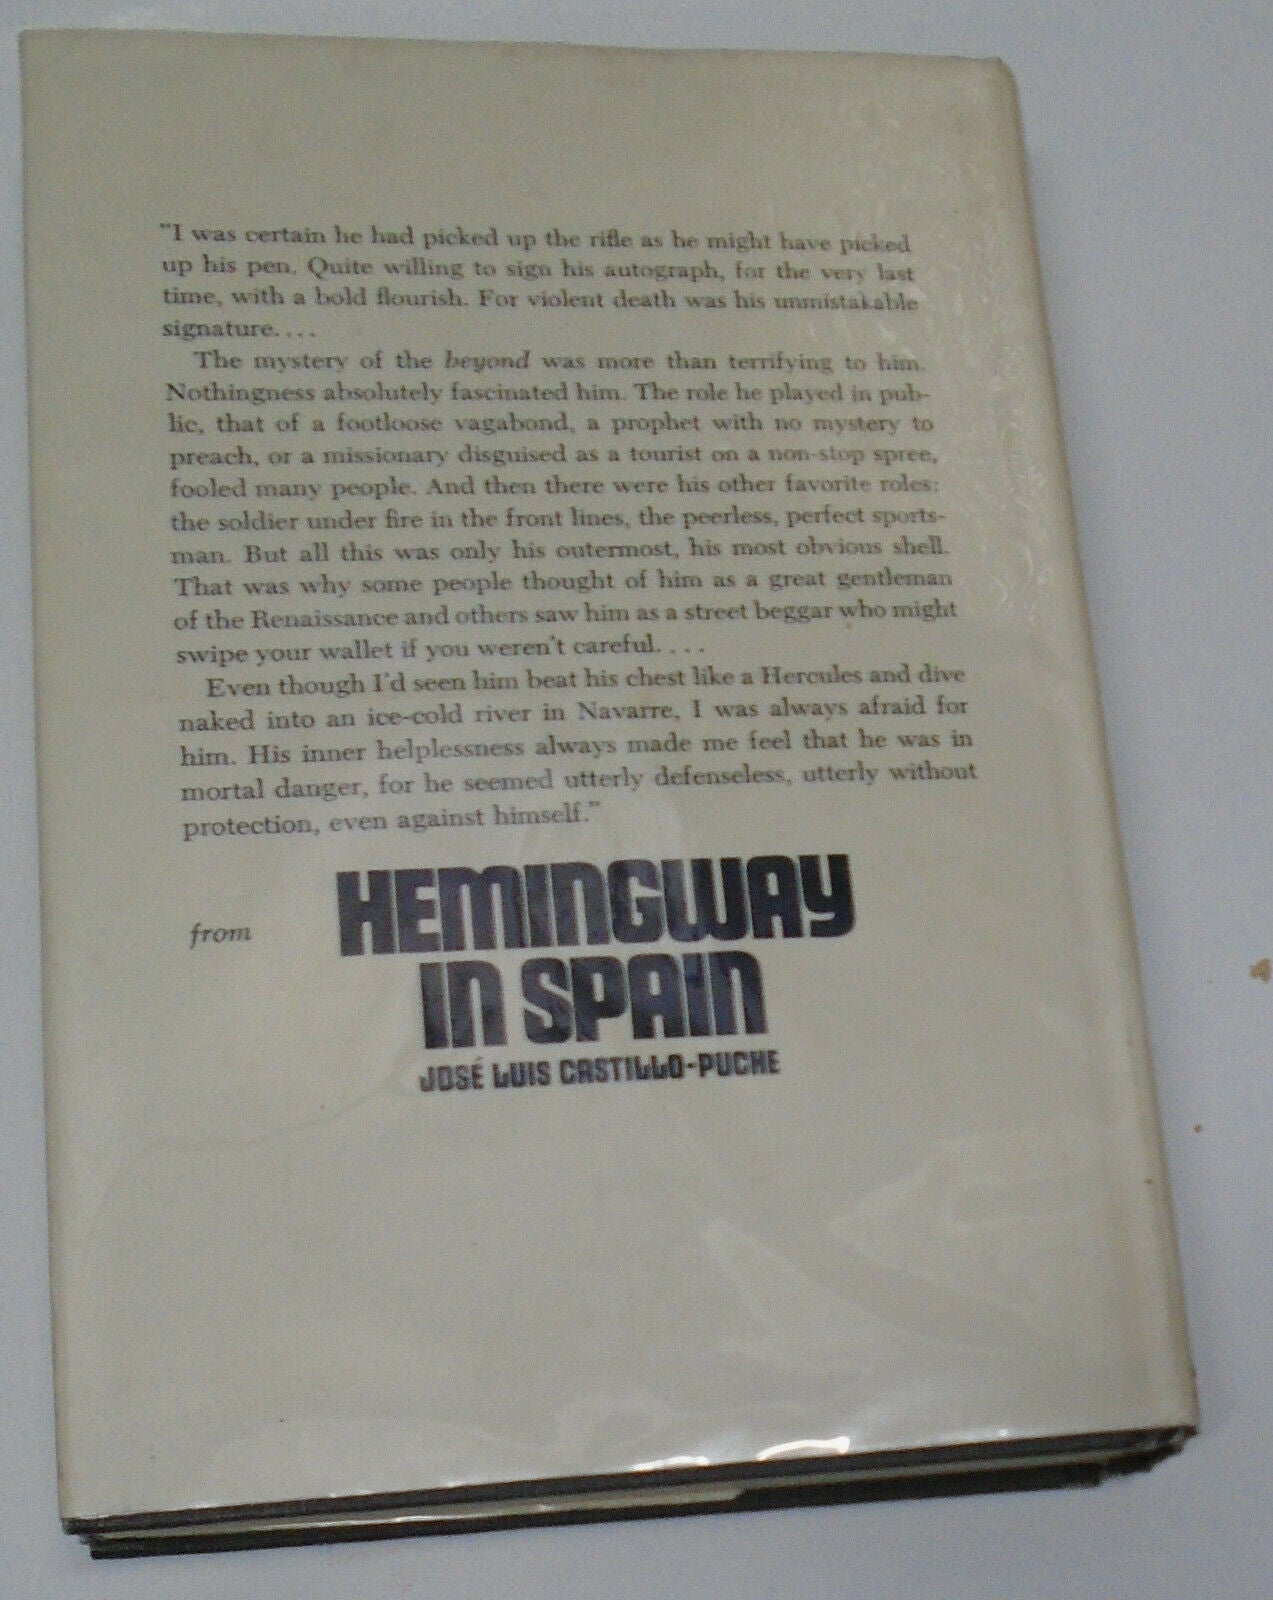 "I was certain he had picked up the rifle as he might have picked
up his pen. Quite willing to sign his autograph, for the very last
time, with a bold flourish. For violent death was his unmistakable
signature....
The mystery of the beyond was more than terrifying to him.
Nothingness absolutely fascinated him. The role he played in pub-
lic, that of a footloose vagabond, a prophet with no mystery to
preach, or a missionary disguised as a tourist on a non-stop spree,
fooled many people. And then there were his other favorite roles:
the soldier under fire in the front lines, the peerless, perfect sports-
man. But all this was only his outermost, his most obvious shell.
That was why some people thought of him as a great gentleman
of the Renaissance and others saw him as a street beggar who might
swipe your wallet if you weren't careful....
Even though I'd seen him beat his chest like a Hercules and dive
naked into an ice-cold river in Navarre, I was always afraid for
him. His inner helplessness always made me feel that he was in
mortal danger, for he seemed utterly defenseless, utterly without
protection, even against himself."
from HEMINGWAY
IN SPAIN
JOSÉ LUIS CASTILLO-PUCHE